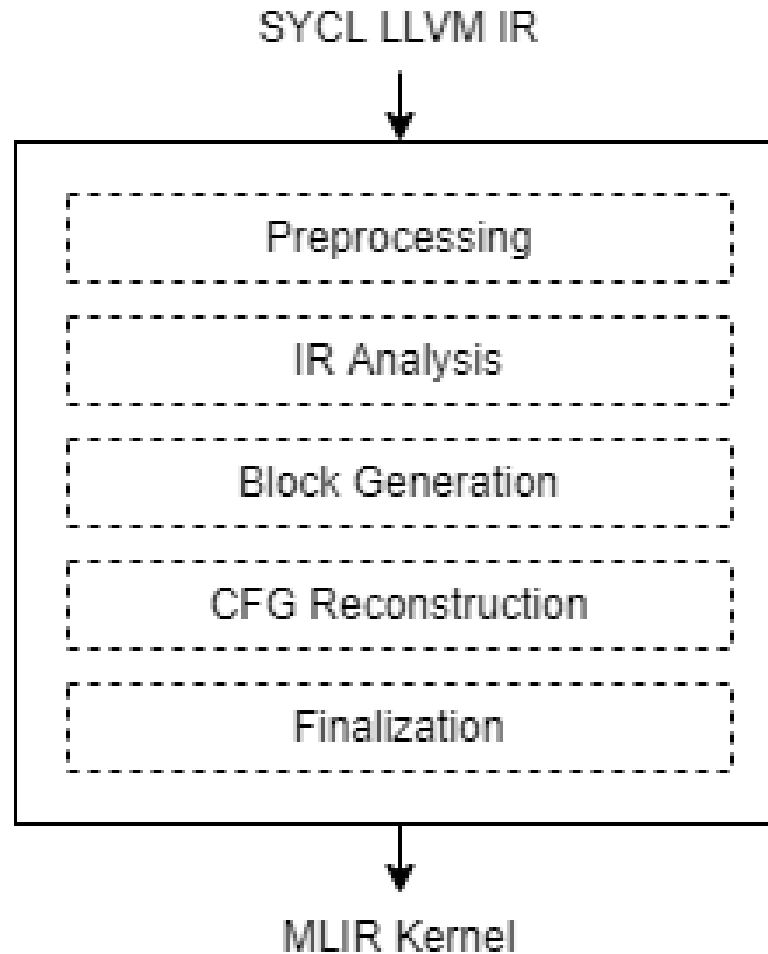 SYCL LLVM IR
Preprocessing
IR Analysis
Block Generation
CFG Reconstruction
Finalization
MLIR Kernel